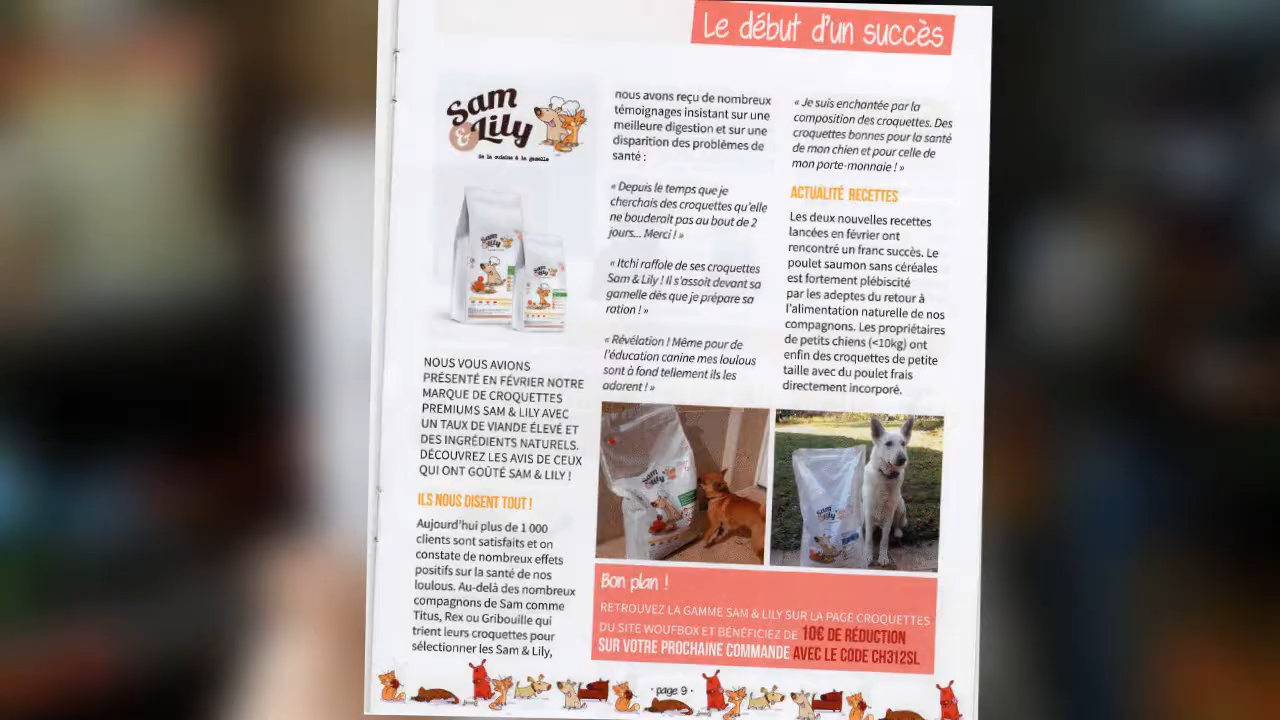 Le début d'un succès
Sam
& Lily
de la cuisine à la gamelle
Sam
& Lily
Sam
& Lily
NOUS VOUS AVIONS
PRÉSENTÉ EN FÉVRIER NOTRE
MARQUE DE CROQUETTES
PREMIUMS SAM & LILY AVEC
UN TAUX DE VIANDE ÉLEVÉ ET
DES INGRÉDIENTS NATURELS.
DÉCOUVREZ LES AVIS DE CEUX
QUI ONT GOÛTÉ SAM & LILY !
ILS NOUS DISENT TOUT !
Aujourd'hui plus de 1 000
clients sont satisfaits et on
constate de nombreux effets
positifs sur la santé de nos
loulous. Au-delà des nombreux
compagnons de Sam comme
Titus, Rex ou Gribouille qui
trient leurs croquettes pour
sélectionner les Sam & Lily,
nous avons reçu de nombreux
témoignages insistant sur une
meilleure digestion et sur une
disparition des problèmes de
santé :
« Depuis le temps que je
cherchais des croquettes qu'elle
ne bouderait pas au bout de 2
jours... Merci ! »
« Itchi raffole de ses croquettes
Sam & Lily ! Il s'assoit devant sa
gamelle dès que je prépare sa
ration ! »
« Révélation ! Même pour de
l'éducation canine mes loulous
sont à fond tellement ils les
adorent ! »
« Je suis enchantée par la
composition des croquettes. Des
croquettes bonnes pour la santé
de mon chien et pour celle de
mon porte-monnaie ! »
ACTUALITÉ RECETTES
Les deux nouvelles recettes
lancées en février ont
rencontré un franc succès. Le
poulet saumon sans céréales
est fortement plébiscité
par les adeptes du retour à
l'alimentation naturelle de nos
compagnons. Les propriétaires
de petits chiens (<10kg) ont
enfin des croquettes de petite
taille avec du poulet frais
directement incorporé.
Sam
& Lily
Sam
& Lily
Bon plan !
RETROUVEZ LA GAMME SAM & LILY SUR LA PAGE CROQUETTES
DU SITE WOUFBOX ET BÉNÉFICIEZ DE 10€ DE RÉDUCTION
SUR VOTRE PROCHAINE COMMANDE AVEC LE CODE CH312SL
· page 9 ·